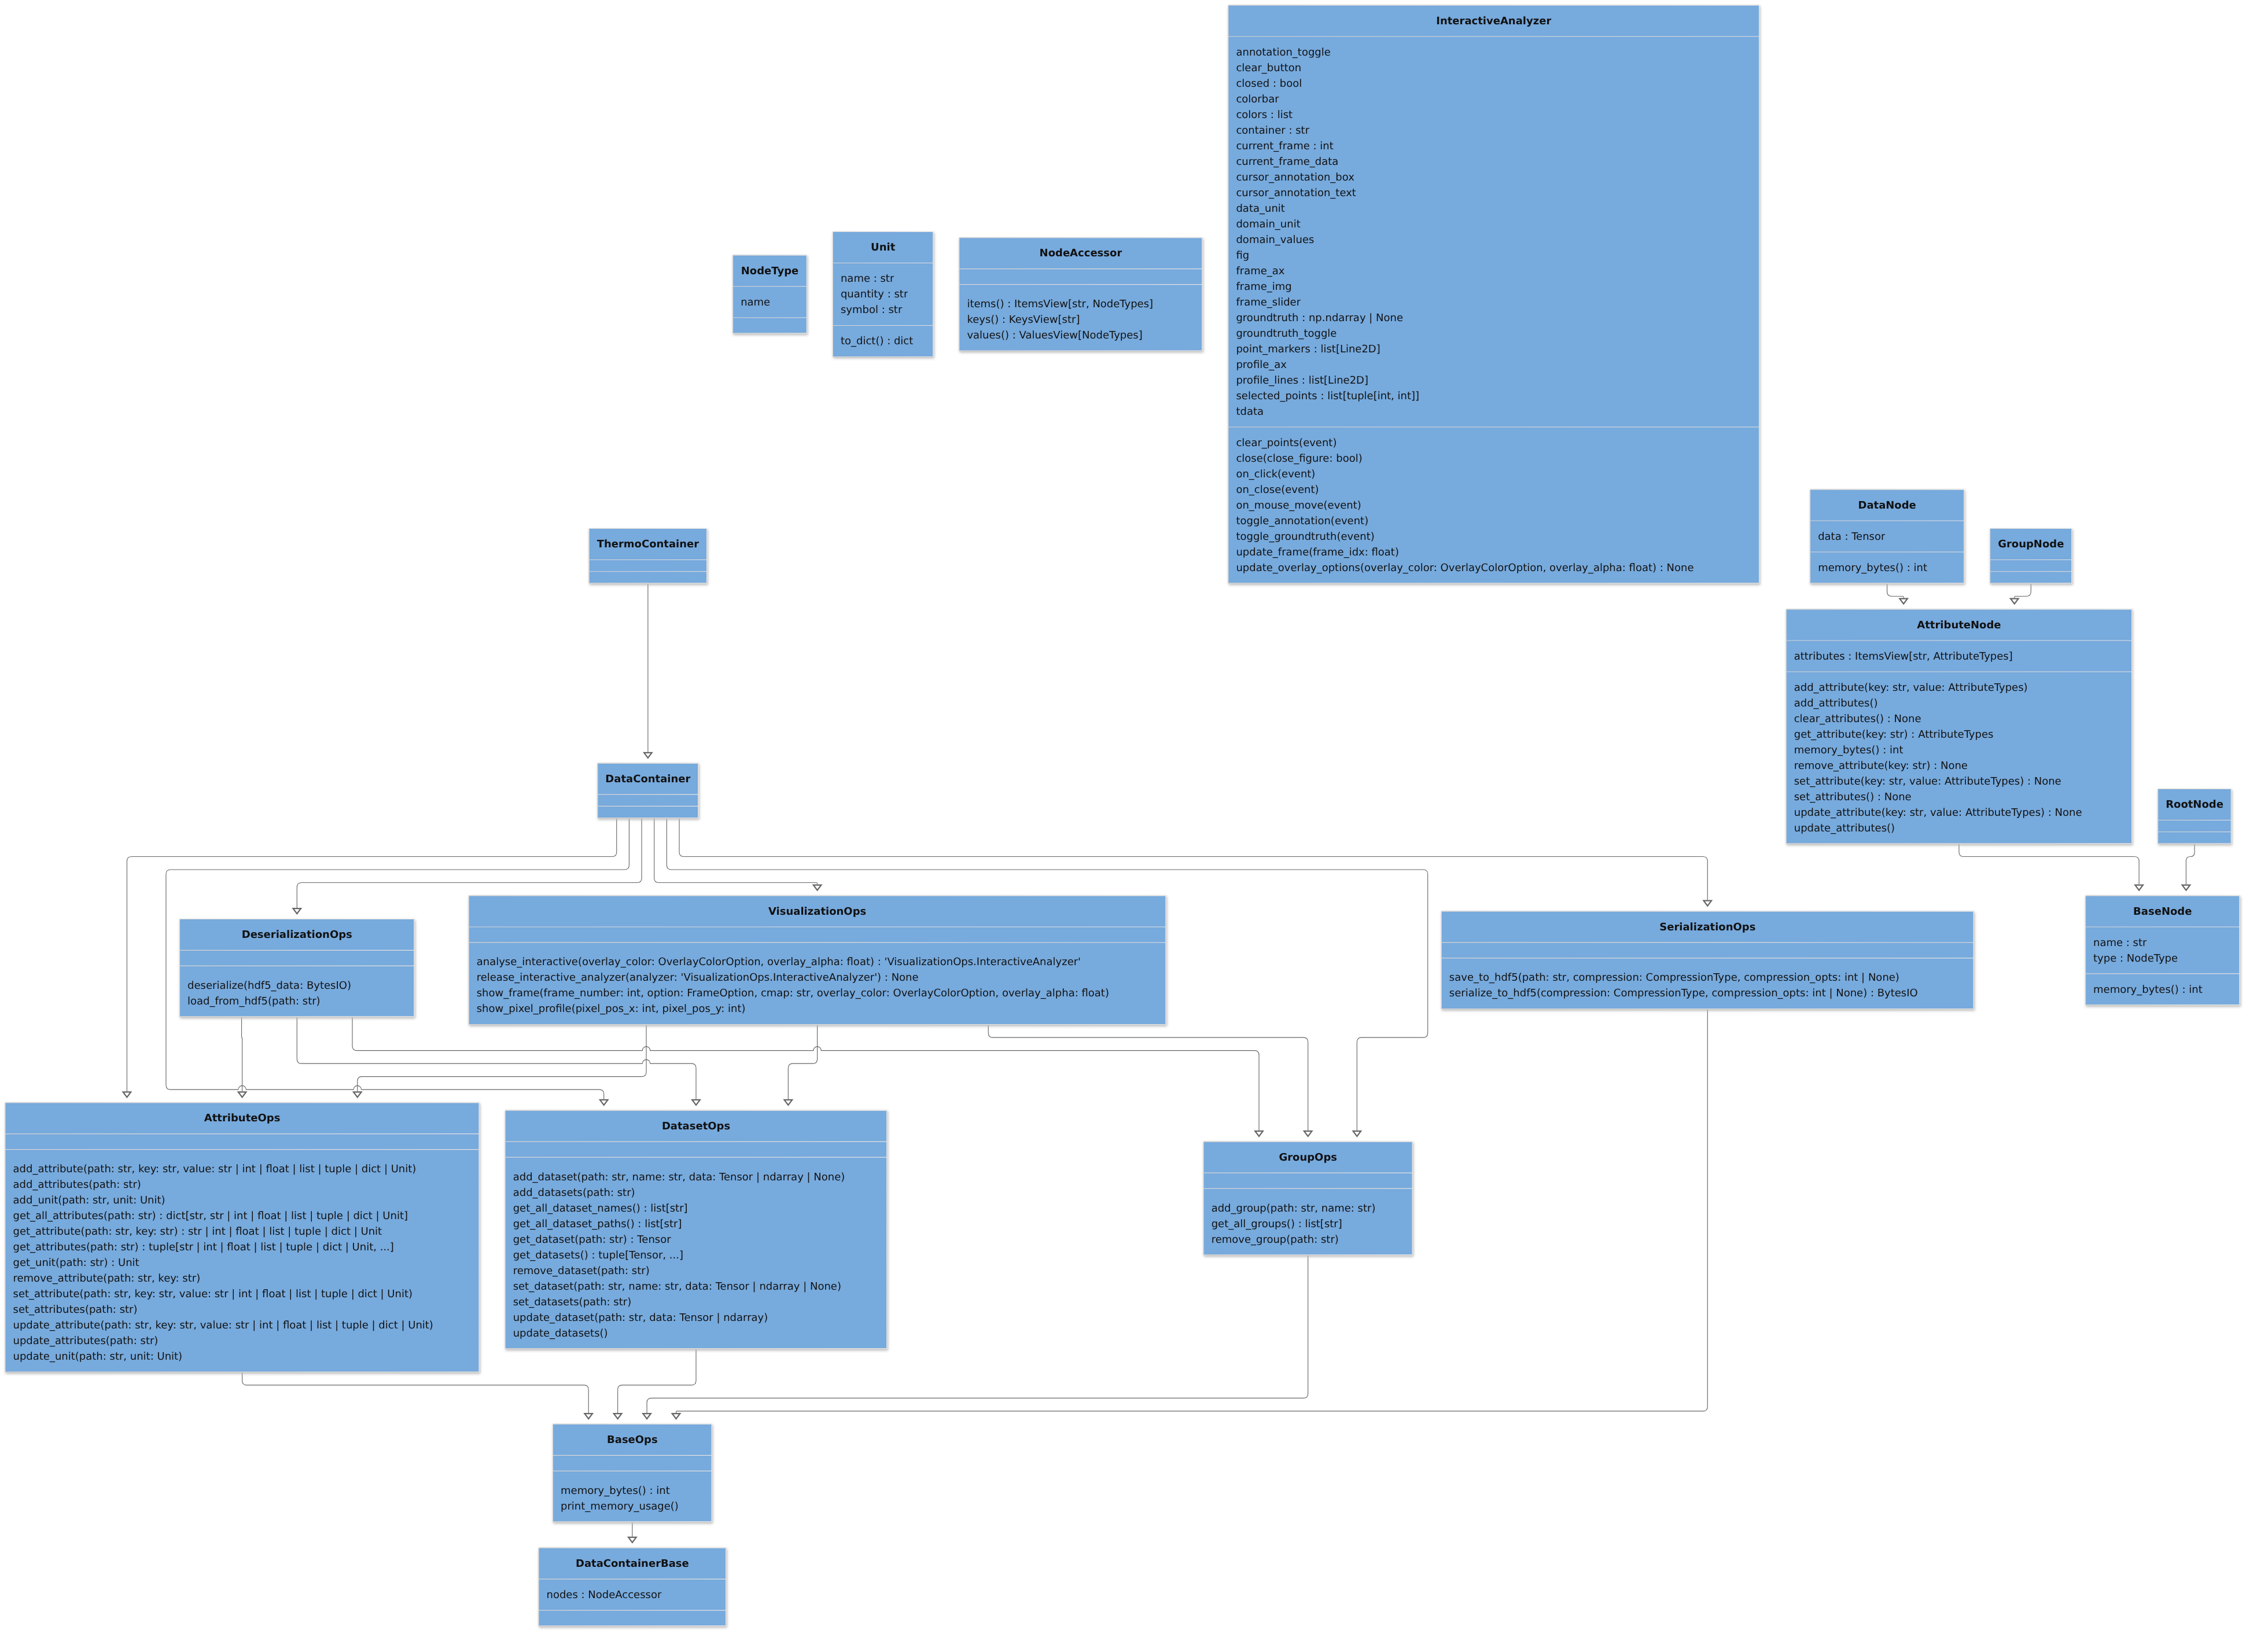 InteractiveAnalyzer
annotation_toggle
clear_button
closed : bool
colorbar
colors : list
container : str
current_frame : int
current_frame_data
cursor_annotation_box
cursor_annotation_text
data_unit
domain_unit
domain_values
fig
frame_ax
frame_img
frame_slider
groundtruth : np.ndarray | None
groundtruth_toggle
point_markers : list[Line2D]
profile_ax
profile_lines : list[Line2D]
selected_points : list[tuple[int, int]]
tdata
clear_points(event)
close(close_figure: bool)
on_click(event)
on_close(event)
on_mouse_move(event)
toggle_annotation(event)
toggle_groundtruth(event)
update_frame(frame_idx: float)
update_overlay_options(overlay_color: OverlayColorOption, overlay_alpha: float) : None
NodeType
name
Unit
name : str
quantity : str
symbol : str
to_dict() : dict
NodeAccessor
items() : ItemsView[str, NodeTypes]
keys() : KeysView[str]
values() : ValuesView[NodeTypes]
DataNode
data : Tensor
memory_bytes() : int
GroupNode
ThermoContainer
AttributeNode
attributes : ItemsView[str, AttributeTypes]
add_attribute(key: str, value: AttributeTypes)
add_attributes()
clear_attributes() : None
get_attribute(key: str) : AttributeTypes
memory_bytes() : int
remove_attribute(key: str) : None
set_attribute(key: str, value: AttributeTypes) : None
set_attributes() : None
update_attribute(key: str, value: AttributeTypes) : None
update_attributes()
DataContainer
RootNode
DeserializationOps
deserialize(hdf5_data: BytesIO)
load_from_hdf5(path: str)
VisualizationOps
analyse_interactive(overlay_color: OverlayColorOption, overlay_alpha: float) : 'VisualizationOps.InteractiveAnalyzer'
release_interactive_analyzer(analyzer: 'VisualizationOps.InteractiveAnalyzer') : None
show_frame(frame_number: int, option: FrameOption, cmap: str, overlay_color: OverlayColorOption, overlay_alpha: float)
show_pixel_profile(pixel_pos_x: int, pixel_pos_y: int)
SerializationOps
save_to_hdf5(path: str, compression: CompressionType, compression_opts: int | None)
serialize_to_hdf5(compression: CompressionType, compression_opts: int | None) : BytesIO
BaseNode
name : str
type : NodeType
memory_bytes() : int
AttributeOps
add_attribute(path: str, key: str, value: str | int | float | list | tuple | dict | Unit)
add_attributes(path: str)
add_unit(path: str, unit: Unit)
get_all_attributes(path: str) : dict[str, str | int | float | list | tuple | dict | Unit]
get_attribute(path: str, key: str) : str | int | float | list | tuple | dict | Unit
get_attributes(path: str) : tuple[str | int | float | list | tuple | dict | Unit, ...]
get_unit(path: str) : Unit
remove_attribute(path: str, key: str)
set_attribute(path: str, key: str, value: str | int | float | list | tuple | dict | Unit)
set_attributes(path: str)
update_attribute(path: str, key: str, value: str | int | float | list | tuple | dict | Unit)
update_attributes(path: str)
update_unit(path: str, unit: Unit)
DatasetOps
add_dataset(path: str, name: str, data: Tensor | ndarray | None)
add_datasets(path: str)
get_all_dataset_names() : list[str]
get_all_dataset_paths() : list[str]
get_dataset(path: str) : Tensor
get_datasets() : tuple[Tensor, ...]
remove_dataset(path: str)
set_dataset(path: str, name: str, data: Tensor | ndarray | None)
set_datasets(path: str)
update_dataset(path: str, data: Tensor | ndarray)
update_datasets()
GroupOps
add_group(path: str, name: str)
get_all_groups() : list[str]
remove_group(path: str)
BaseOps
memory_bytes() : int
print_memory_usage()
DataContainerBase
nodes : NodeAccessor